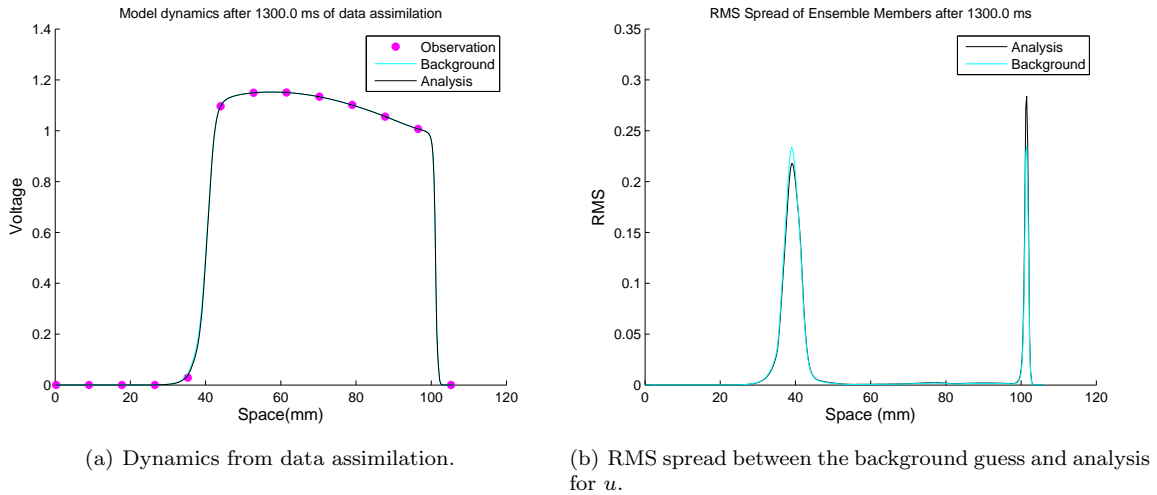 Model dynamics after 1300.0 ms of data assimilation
1.4
1.2
1
0.8
0.6
0.4
0.2
0
Voltage
0 20 40 60 80 100 120
Space(mm)
Observation
Background
Analysis
(a) Dynamics from data assimilation.
RMS Spread of Ensemble Members after 1300.0 ms
0.35
0.3
0.25
0.2
0.15
0.1
0.05
0
RMS
0 20 40 60 80 100 120
Space (mm)
Analysis
Background
(b) RMS spread between the background guess and analysis
for u.